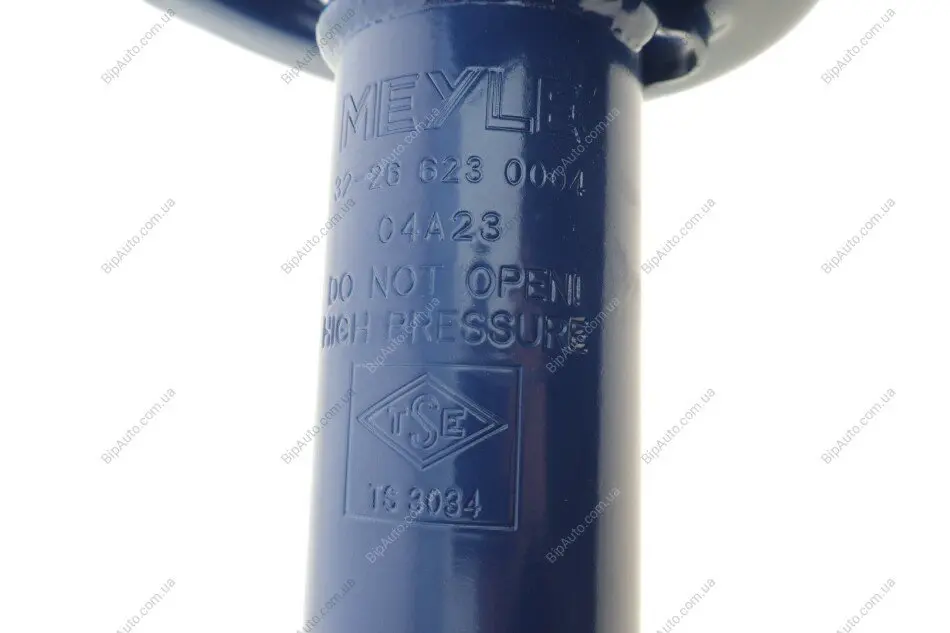 MEYLE
32-26 623 0004
04A23
DO NOT OPEN!
HIGH PRESSURE
TSE
TS 3034
BipAuto.com.ua